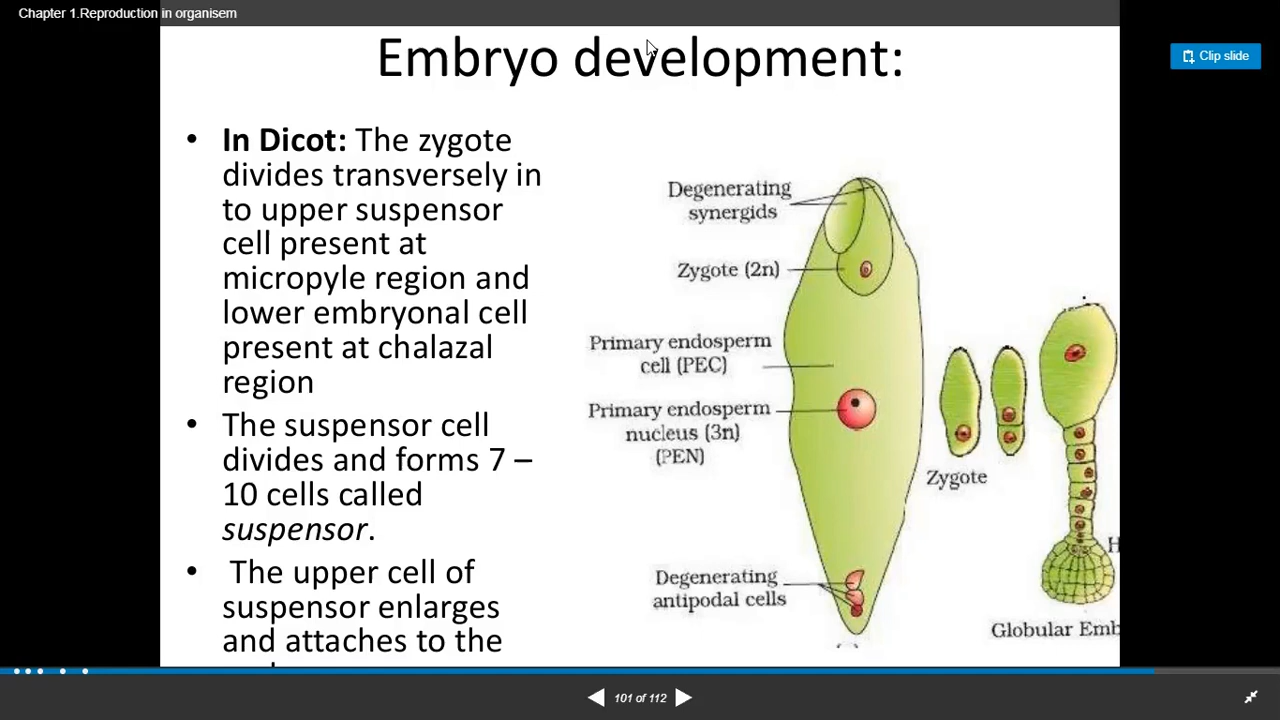 Chapter 1.Reproduction in organisem
Clip slide
Embryo development:
• In Dicot: The zygote
divides transversely in
to upper suspensor
cell present at
micropyle region and
lower embryonal cell
present at chalazal
region
• The suspensor cell
divides and forms 7 –
10 cells called
suspensor.
• The upper cell of
suspensor enlarges
and attaches to the
Degenerating
synergids
Zygote (2n)
Primary endosperm
cell (PEC)
Primary endosperm
nucleus (3n)
(PEN)
Degenerating
antipodal cells
Zygote
H
Globular Emb
101 of 112